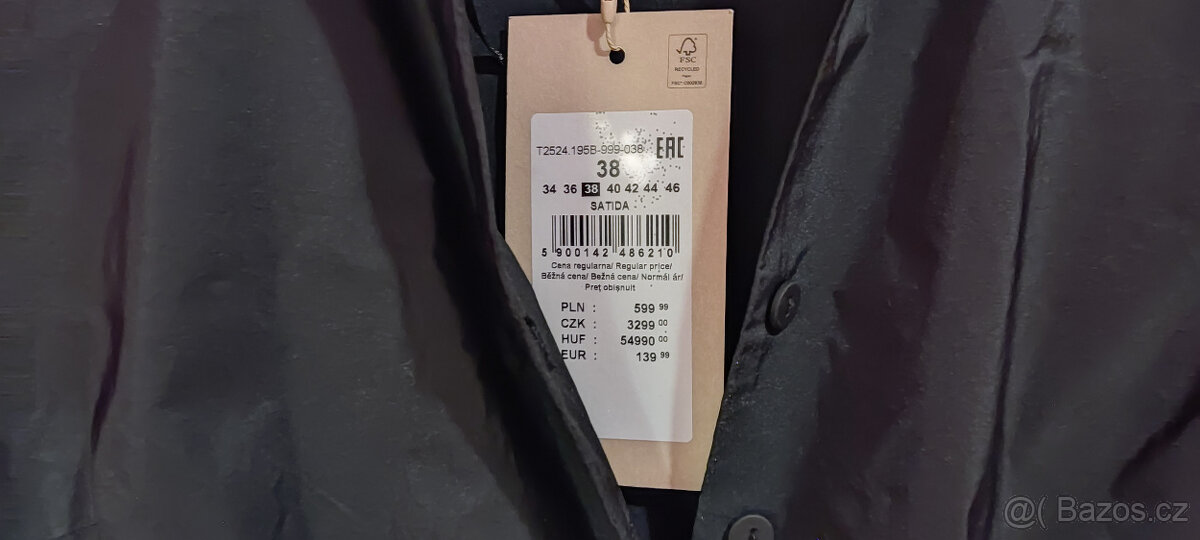 FSC
RECYCLED
T2524.195B-999-038
EAC
38
34 36 38 40 42 44 46
SATIDA
5 900142 486210
Cena regularna/ Regular price/
Běžná cena/ Bežná cena/ Normál ár/
Preţ obişnuit
PLN : 599 99
CZK : 3299 00
HUF : 54990 00
EUR : 139 99
@( Bazos.cz